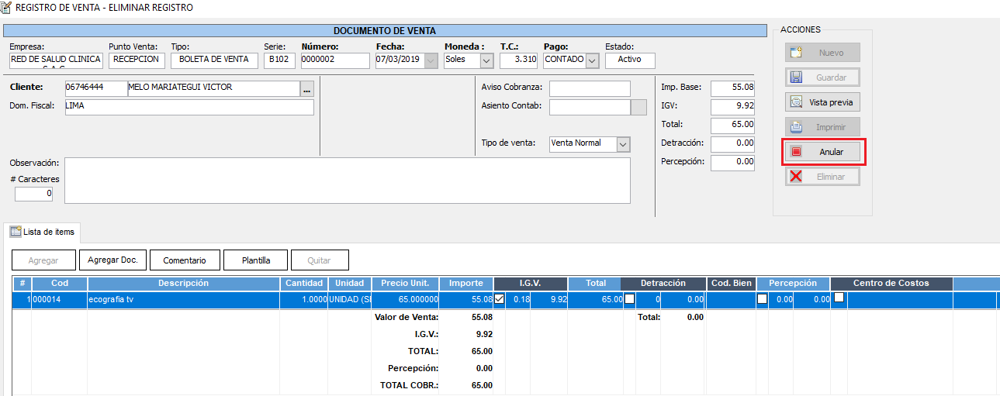 REGISTRO DE VENTA - ELIMINAR REGISTRO
DOCUMENTO DE VENTA
ACCIONES
Empresa: Punto Venta: Tipo: Serie: Número: Fecha: Moneda : T.C.: Pago: Estado:
RED DE SALUD CLINICA RECEPCION BOLETA DE VENTA B102 0000002 07/03/2019 Soles 3.310 CONTADO Activo
S.A.C.
Nuevo
Guardar
Vista previa
Imprimir
Anular
Eliminar
Cliente: 06746444 MELO MARIATEGUI VICTOR ...
Dom. Fiscal: LIMA
Aviso Cobranza:
Asiento Contab:
Tipo de venta: Venta Normal
Imp. Base: 55.08
IGV: 9.92
Total: 65.00
Detracción: 0.00
Percepción: 0.00
Observación:
# Caracteres
0
Lista de items
Agregar Agregar Doc. Comentario Plantilla Quitar
# Cod Descripción Cantidad Unidad Precio Unit. Importe I.G.V. Total Detracción Cod. Bien Percepción Centro de Costos
1 000014 ecografia tv 1.0000 UNIDAD (SE 65.000000 55.08 0.18 9.92 65.00 0 0.00 0.00 0.00
Valor de Venta: 55.08 Total: 0.00
I.G.V.: 9.92
TOTAL: 65.00
Percepción: 0.00
TOTAL COBR.: 65.00